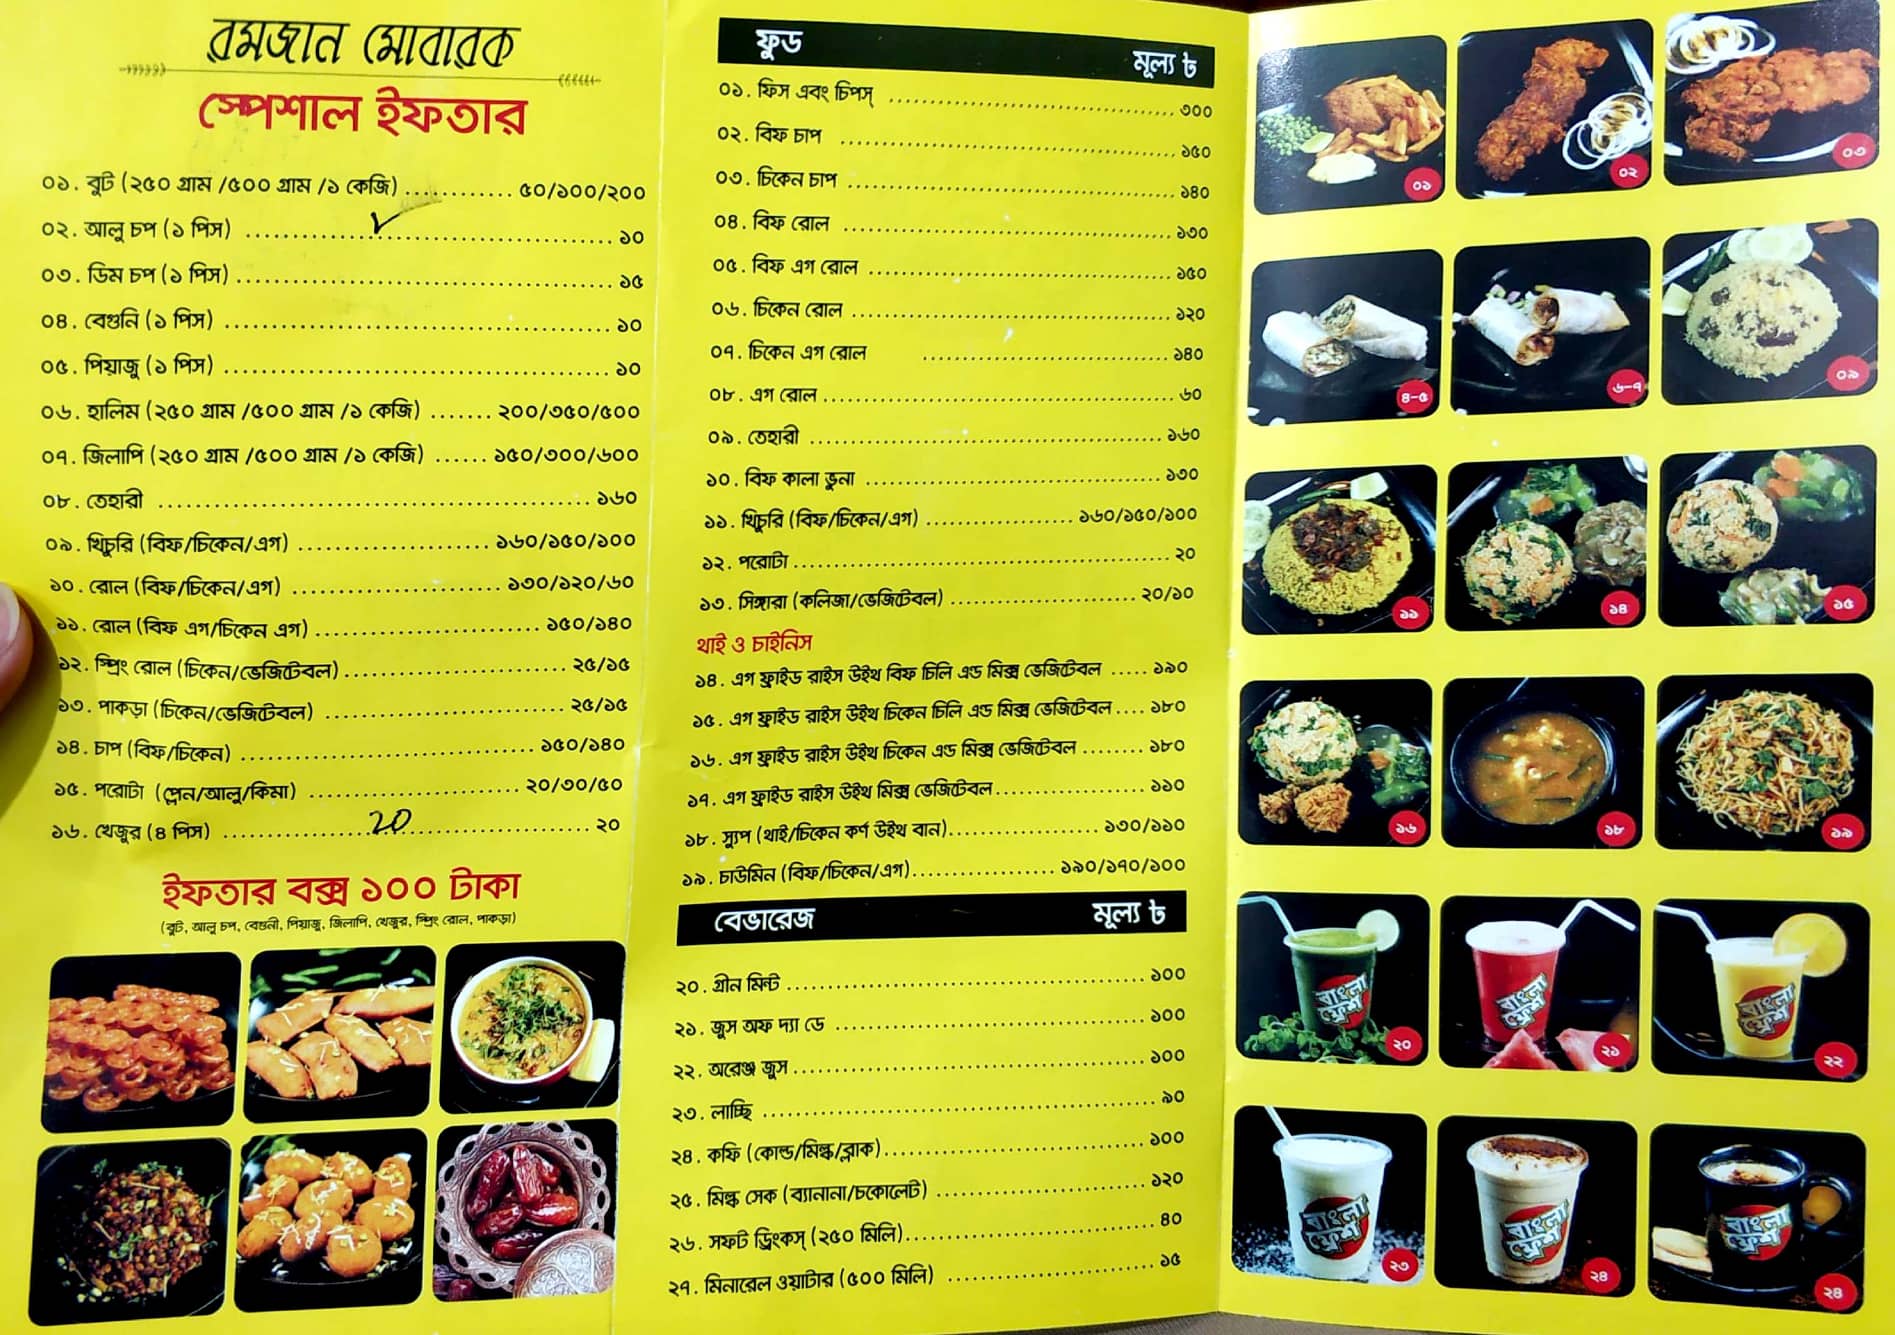 রমজান মোবারক
স্পেশাল ইফতার
০১. বুট (২৫০ গ্রাম /৫০০ গ্রাম /১ কেজি) ............ ৫০/১০০/২০০
০২. আলু চপ (১ পিস) ............ ১০
০৩. ডিম চপ (১ পিস) ............ ১৫
০৪. বেগুনি (১ পিস) ............ ১০
০৫. পিয়াজু (১ পিস) ............ ১০
০৬. হালিম (২৫০ গ্রাম /৫০০ গ্রাম /১ কেজি) ....... ২০০/৩৫০/৫০০
০৭. জিলাপি (২৫০ গ্রাম /৫০০ গ্রাম /১ কেজি) ...... ১৫০/৩০০/৬০০
০৮. তেহারী ............ ১৬০
০৯. খিচুরি (বিফ/চিকেন/এগ) ............ ১৬০/১৫০/১০০
১০. রোল (বিফ/চিকেন/এগ) ............ ১৩০/১২০/৬০
১১. রোল (বিফ এগ/চিকেন এগ) ............ ১৫০/১৪০
১২. স্প্রিং রোল (চিকেন/ভেজিটেবল) ............ ২৫/১৫
১৩. পাকড়া (চিকেন/ভেজিটেবল) ............ ২৫/১৫
১৪. চাপ (বিফ/চিকেন) ............ ১৫০/১৪০
১৫. পরোটা (প্লেন/আলু/কিমা) ............ ২০/৩০/৫০
১৬. খেজুর (৪ পিস) ............ ২০
20
ইফতার বক্স ১০০ টাকা
(বুট, আলু চপ, বেগুনী, পিয়াজু, জিলাপি, খেজুর, স্প্রিং রোল, পাকড়া)
ফুড মূল্য ৳
০১. ফিস এবং চিপস্ ............ ৩০০
০২. বিফ চাপ ............ ১৫০
০৩. চিকেন চাপ ............ ১৪০
০৪. বিফ রোল ............ ১৩০
০৫. বিফ এগ রোল ............ ১৫০
০৬. চিকেন রোল ............ ১২০
০৭. চিকেন এগ রোল ............ ১৪০
০৮. এগ রোল ............ ৬০
০৯. তেহারী ............ ১৬০
১০. বিফ কালা ভুনা ............ ১৩০
১১. খিচুরি (বিফ/চিকেন/এগ) ............ ১৬০/১৫০/১০০
১২. পরোটা ............ ২০
১৩. সিঙ্গারা (কলিজা/ভেজিটেবল) ............ ২০/১০
থাই ও চাইনিস
১৪. এগ ফ্রাইড রাইস উইথ বিফ চিলি এন্ড মিক্স ভেজিটেবল ..... ১৯০
১৫. এগ ফ্রাইড রাইস উইথ চিকেন চিলি এন্ড মিক্স ভেজিটেবল .... ১৮০
১৬. এগ ফ্রাইড রাইস উইথ চিকেন এন্ড মিক্স ভেজিটেবল ........ ১৮০
১৭. এগ ফ্রাইড রাইস উইথ মিক্স ভেজিটেবল ............ ১১০
১৮. স্যুপ (থাই/চিকেন কর্ণ উইথ বান) ............ ১৩০/১১০
১৯. চাউমিন (বিফ/চিকেন/এগ) ............ ১৯০/১৭০/১০০
বেভারেজ মূল্য ৳
২০. গ্রীন মিন্ট ............ ১০০
২১. জুস অফ দ্যা ডে ............ ১০০
২২. অরেঞ্জ জুস ............ ১০০
২৩. লাচ্ছি ............ ৯০
২৪. কফি (কোল্ড/মিল্ক/ব্লাক) ............ ১০০
২৫. মিল্ক সেক (ব্যানানা/চকোলেট) ............ ১২০
২৬. সফট ড্রিংকস্ (২৫০ মিলি) ............ ৪০
২৭. মিনারেল ওয়াটার (৫০০ মিলি) ............ ১৫
০১ ০২ ০৩
৪-৫ ৬-৭ ০৯
১১ ১৪ ১৫
১৬ ১৮ ১৯
বাংলা ফ্রেশ বাংলা ফ্রেশ বাংলা ফ্রেশ
২০ ২১ ২২
বাংলা ফ্রেশ বাংলা ফ্রেশ বাংলা ফ্রেশ
২৩ ২৪ ২৪